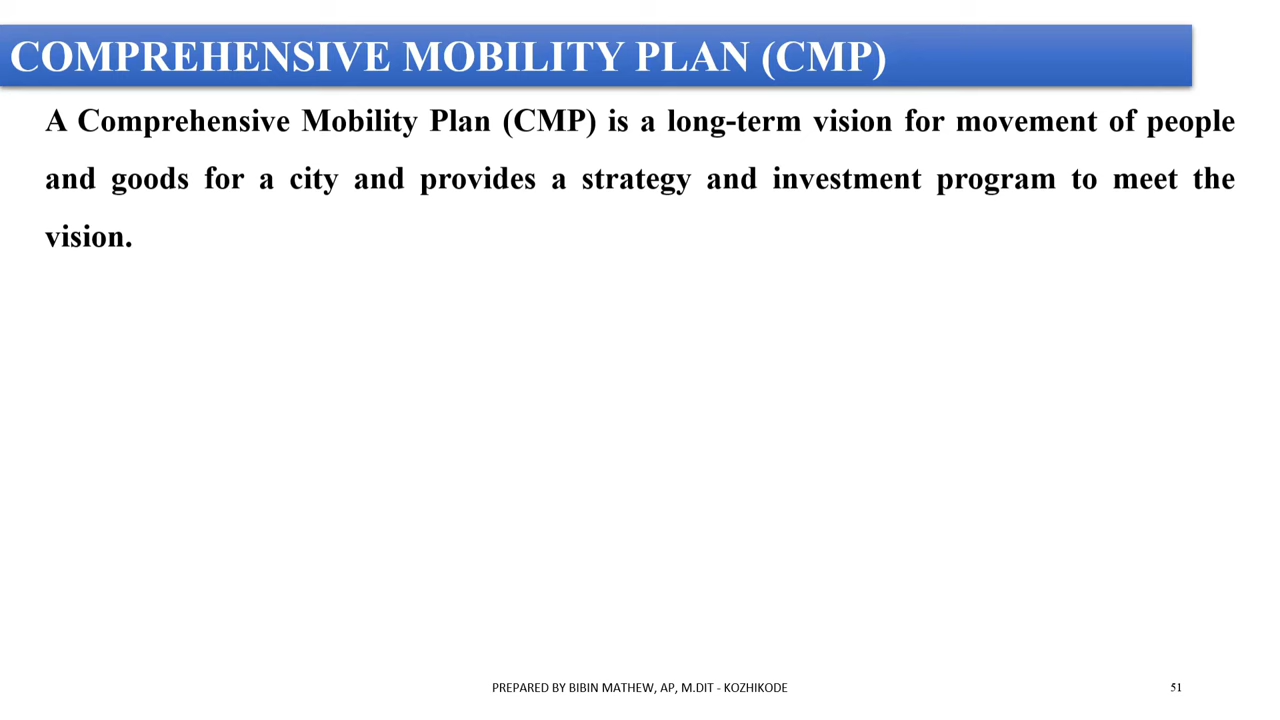 COMPREHENSIVE MOBILITY PLAN (CMP)
A Comprehensive Mobility Plan (CMP) is a long-term vision for movement of people
and goods for a city and provides a strategy and investment program to meet the
vision.
PREPARED BY BIBIN MATHEW, AP, M.DIT - KOZHIKODE
51